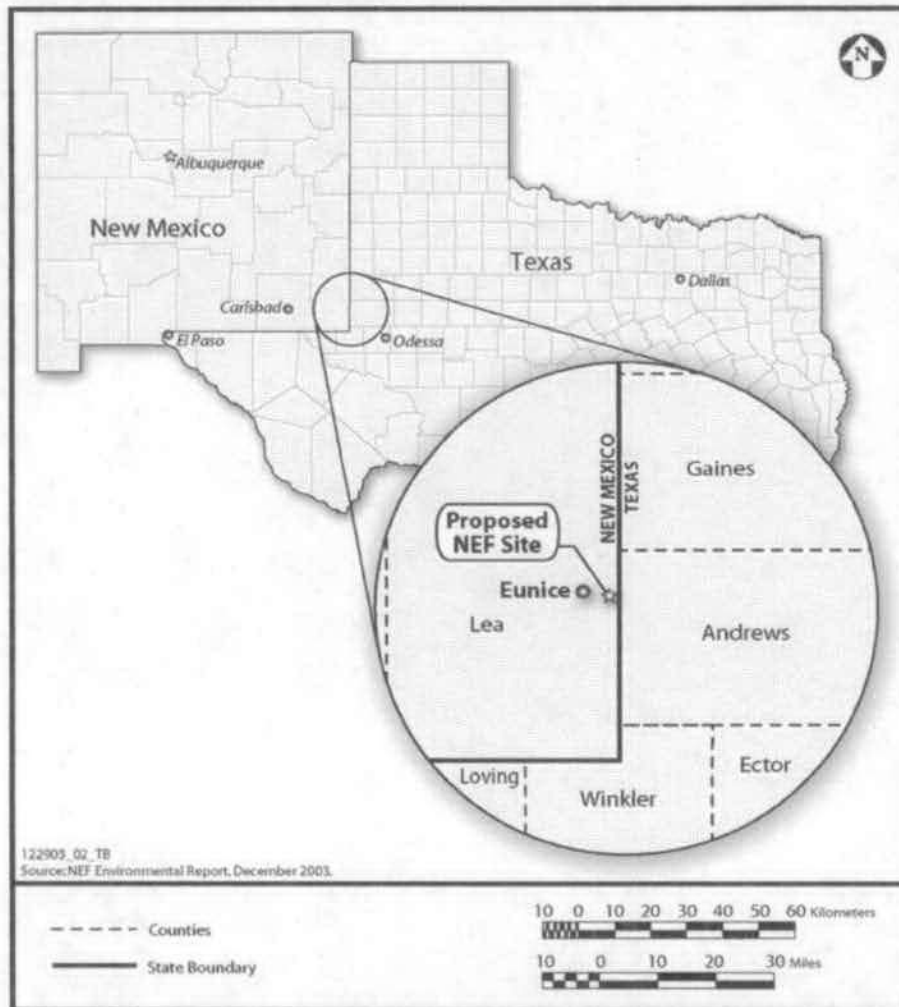 N
Albuquerque
New Mexico
Texas
Dallas
Carlsbad
El Paso
Odessa
NEW MEXICO
TEXAS
Gaines
Proposed
NEF Site
Eunice
Lea
Andrews
Loving
Winkler
Ector
122905_02_TB
Source:NEF Environmental Report, December 2003.
Counties
State Boundary
10 0 10 20 30 40 50 60 Kilometers
10 0 10 20 30 Miles